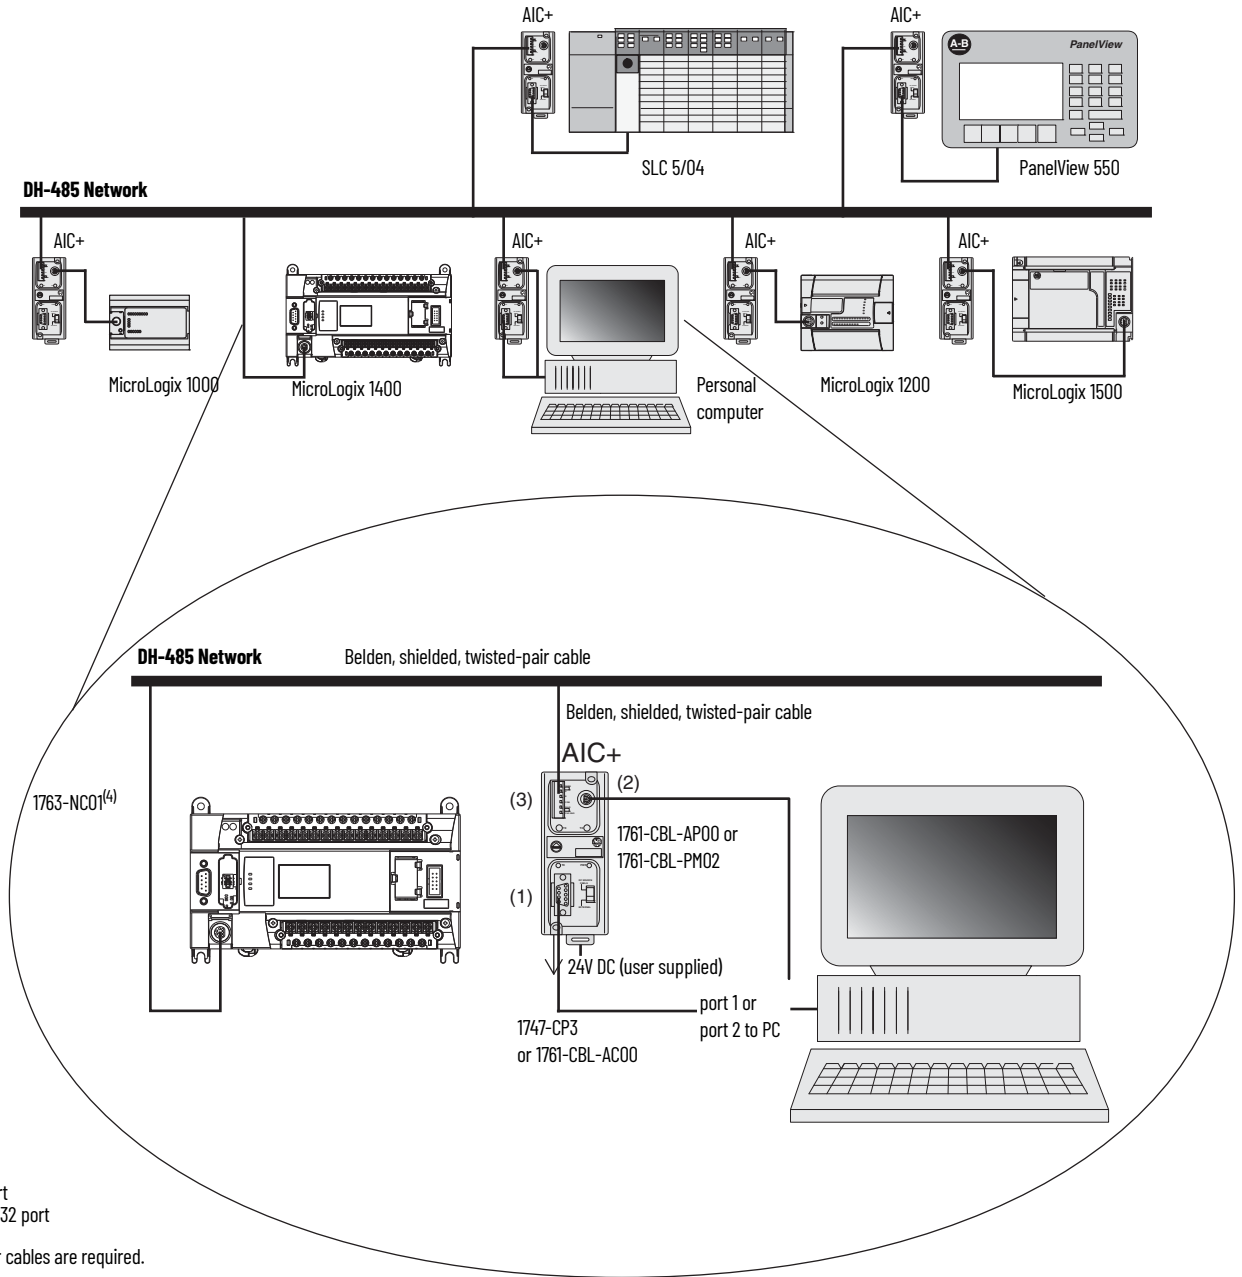 AIC+
AIC+
A-B
PanelView
SLC 5/04
PanelView 550
DH-485 Network
AIC+
AIC+
AIC+
AIC+
MicroLogix 1000
MicroLogix 1400
Personal
computer
MicroLogix 1200
MicroLogix 1500
DH-485 Network
Belden, shielded, twisted-pair cable
Belden, shielded, twisted-pair cable
AIC+
(2)
(3)
1763-NC01(4)
1761-CBL-AP00 or
1761-CBL-PM02
(1)
24V DC (user supplied)
port 1 or
port 2 to PC
1747-CP3
or 1761-CBL-AC00
rt
32 port
r cables are required.